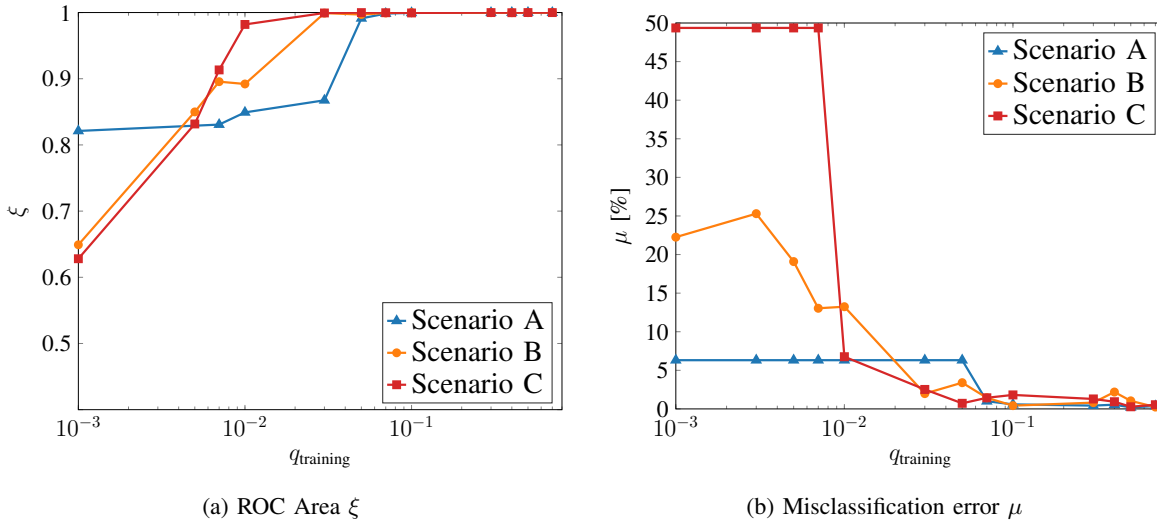 1
0.9
0.8
0.7
0.6
0.5
ξ
10⁻³
10⁻²
10⁻¹
q_training
Scenario A
Scenario B
Scenario C
(a) ROC Area ξ
50
45
40
35
30
25
20
15
10
5
0
μ [%]
10⁻³
10⁻²
10⁻¹
q_training
Scenario A
Scenario B
Scenario C
(b) Misclassification error μ